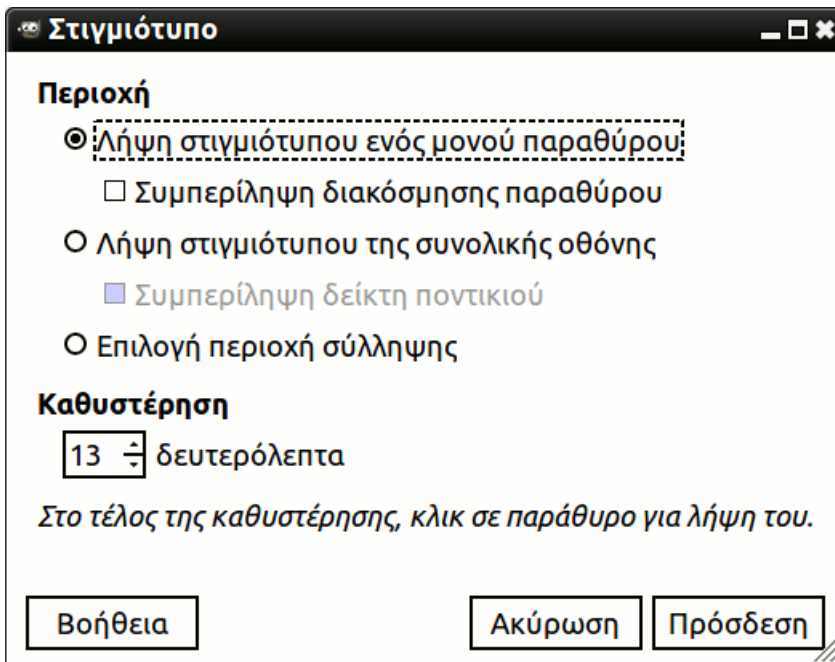 Στιγμιότυπο
Περιοχή
Λήψη στιγμιότυπου ενός μονού παραθύρου
Συμπερίληψη διακόσμησης παραθύρου
Λήψη στιγμιότυπου της συνολικής οθόνης
Συμπερίληψη δείκτη ποντικιού
Επιλογή περιοχή σύλληψης
Καθυστέρηση
13 δευτερόλεπτα
Στο τέλος της καθυστέρησης, κλικ σε παράθυρο για λήψη του.
Βοήθεια Ακύρωση Πρόσδεση